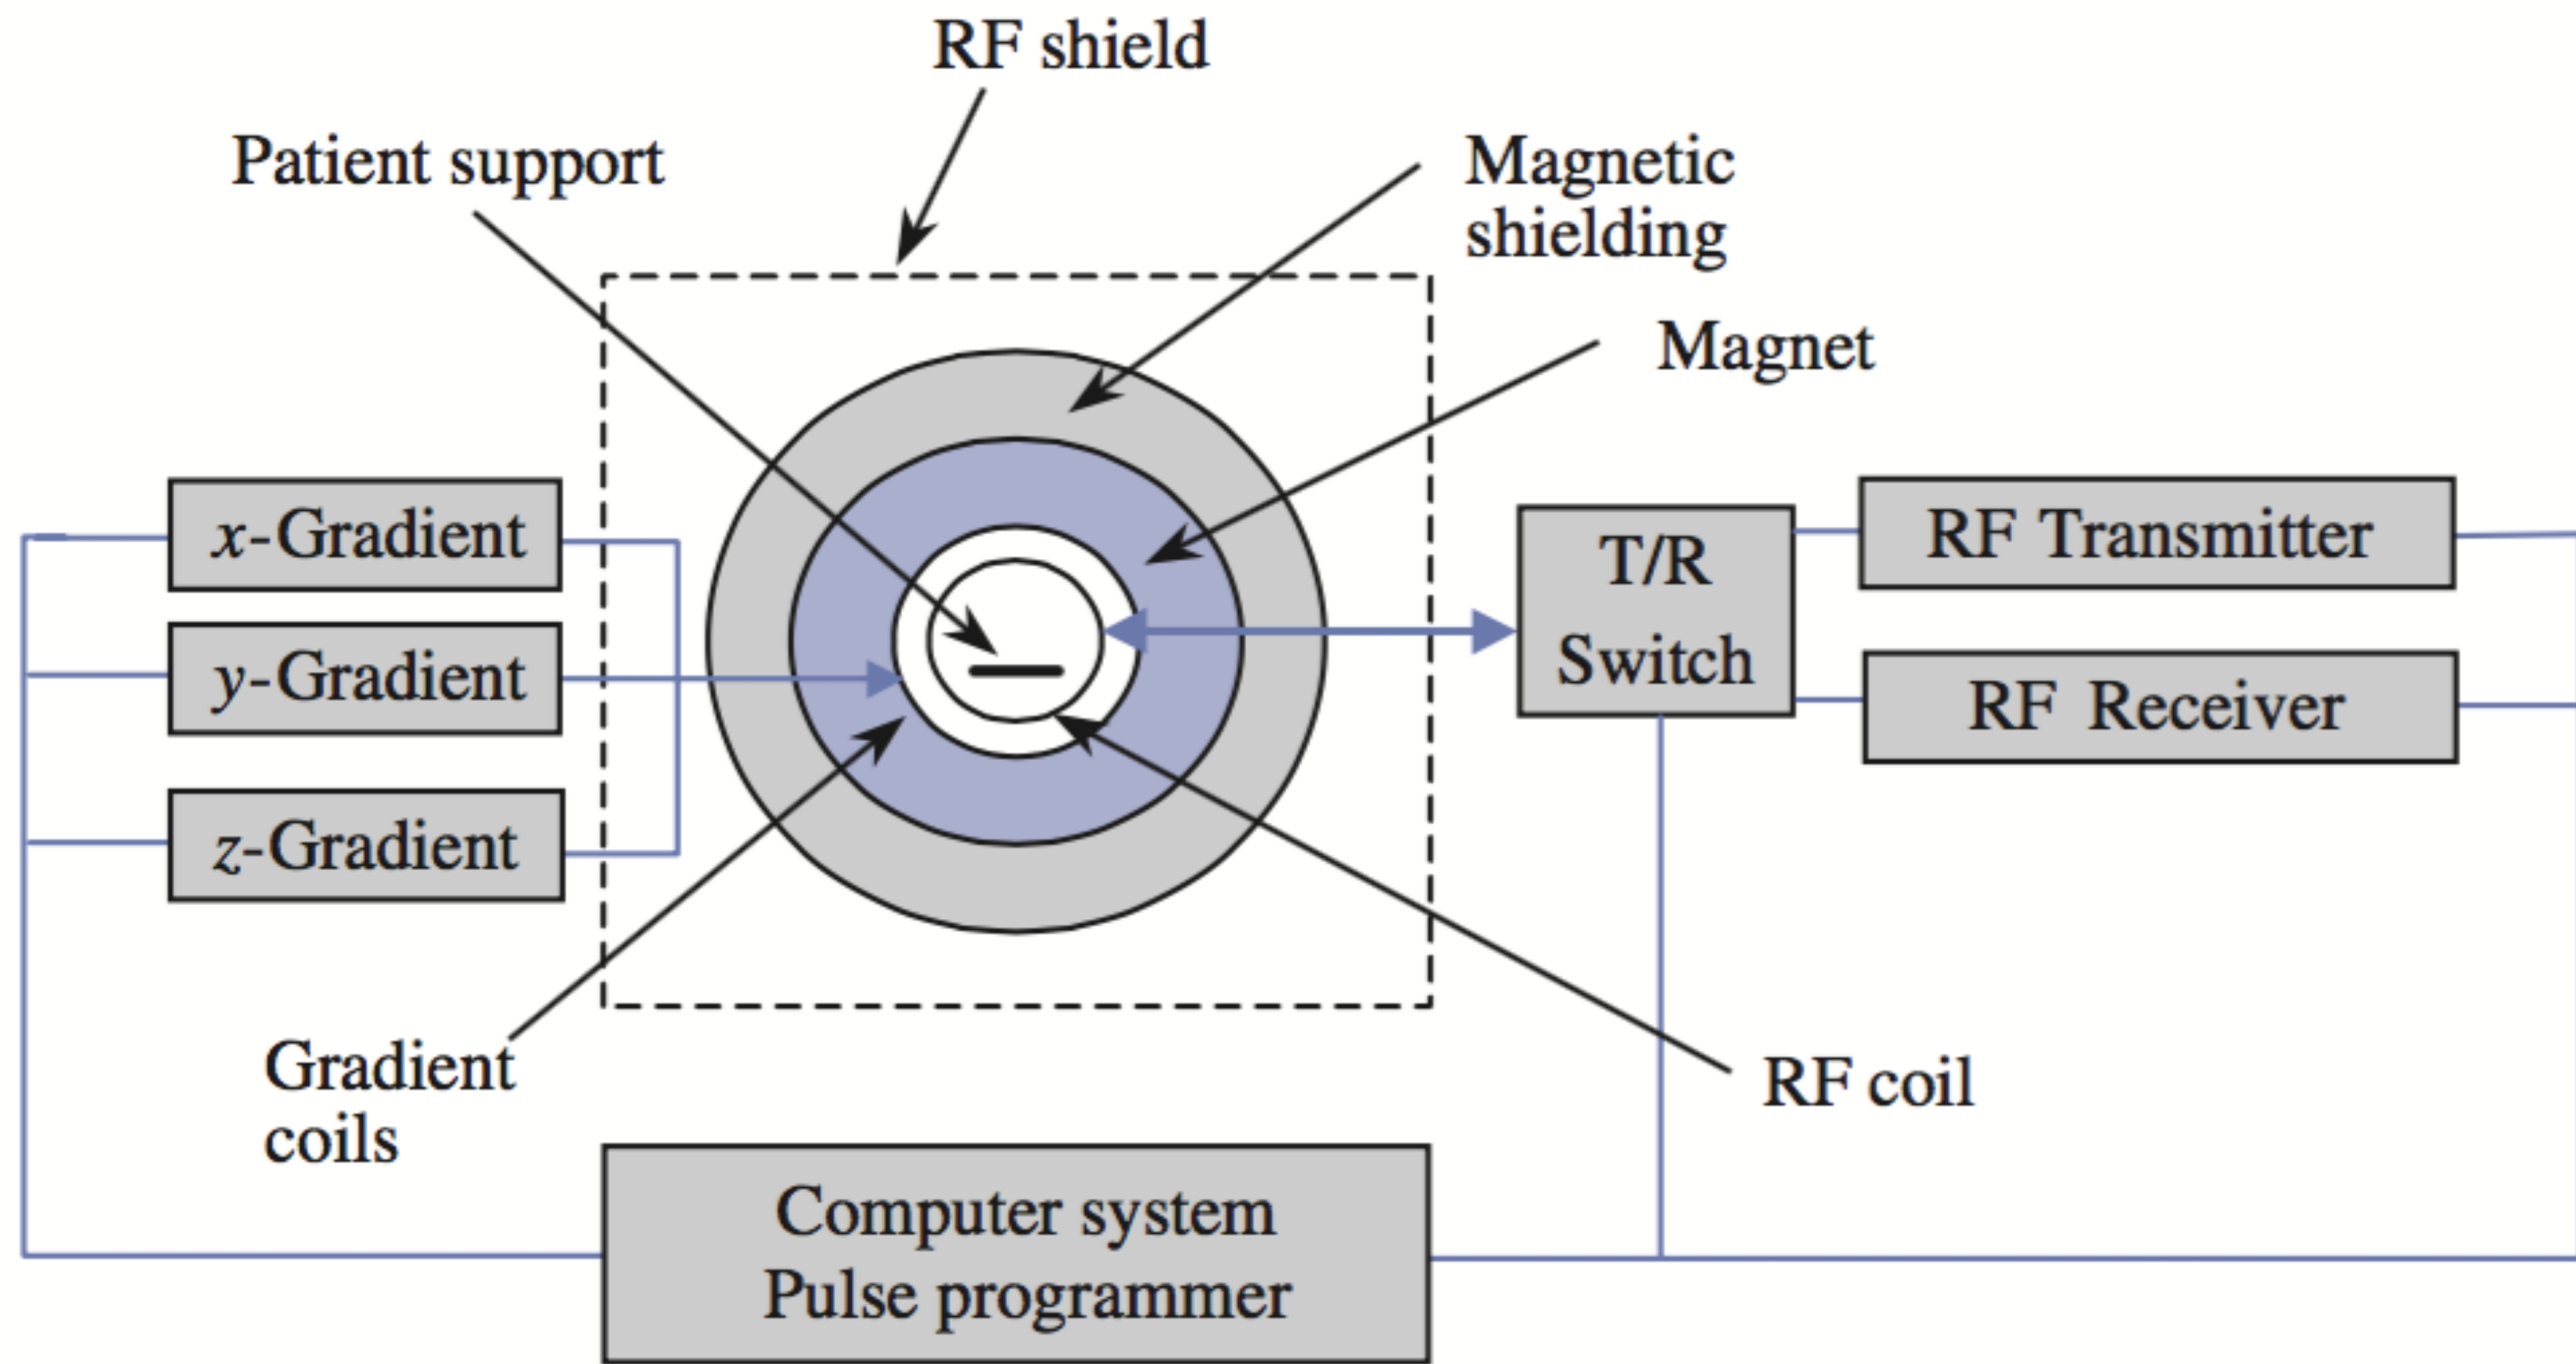 RF shield
Patient support
Magnetic
shielding
Magnet
x-Gradient
y-Gradient
z-Gradient
T/R
Switch
RF Transmitter
RF Receiver
Gradient
coils
RF coil
Computer system
Pulse programmer